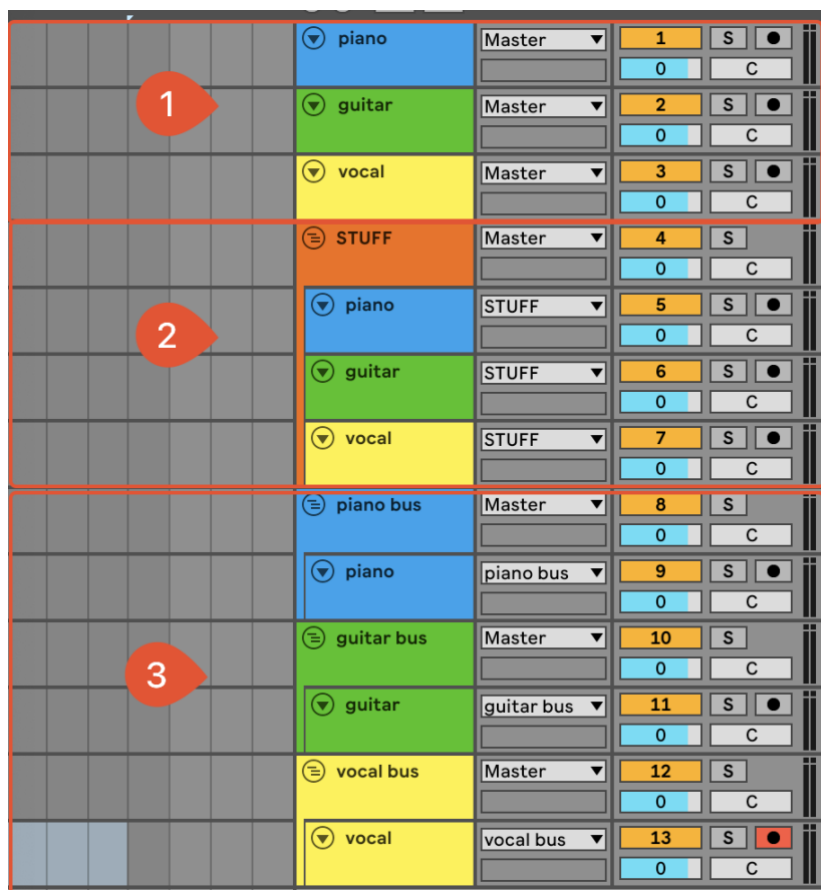 piano Master 1 S
0 C
1
guitar Master 2 S
0 C
vocal Master 3 S
0 C
STUFF Master 4 S
0 C
piano STUFF 5 S
2
0 C
guitar STUFF 6 S
0 C
vocal STUFF 7 S
0 C
piano bus Master 8 S
0 C
piano piano bus 9 S
0 C
guitar bus Master 10 S
3
0 C
guitar guitar bus 11 S
0 C
vocal bus Master 12 S
0 C
vocal vocal bus 13 S
0 C